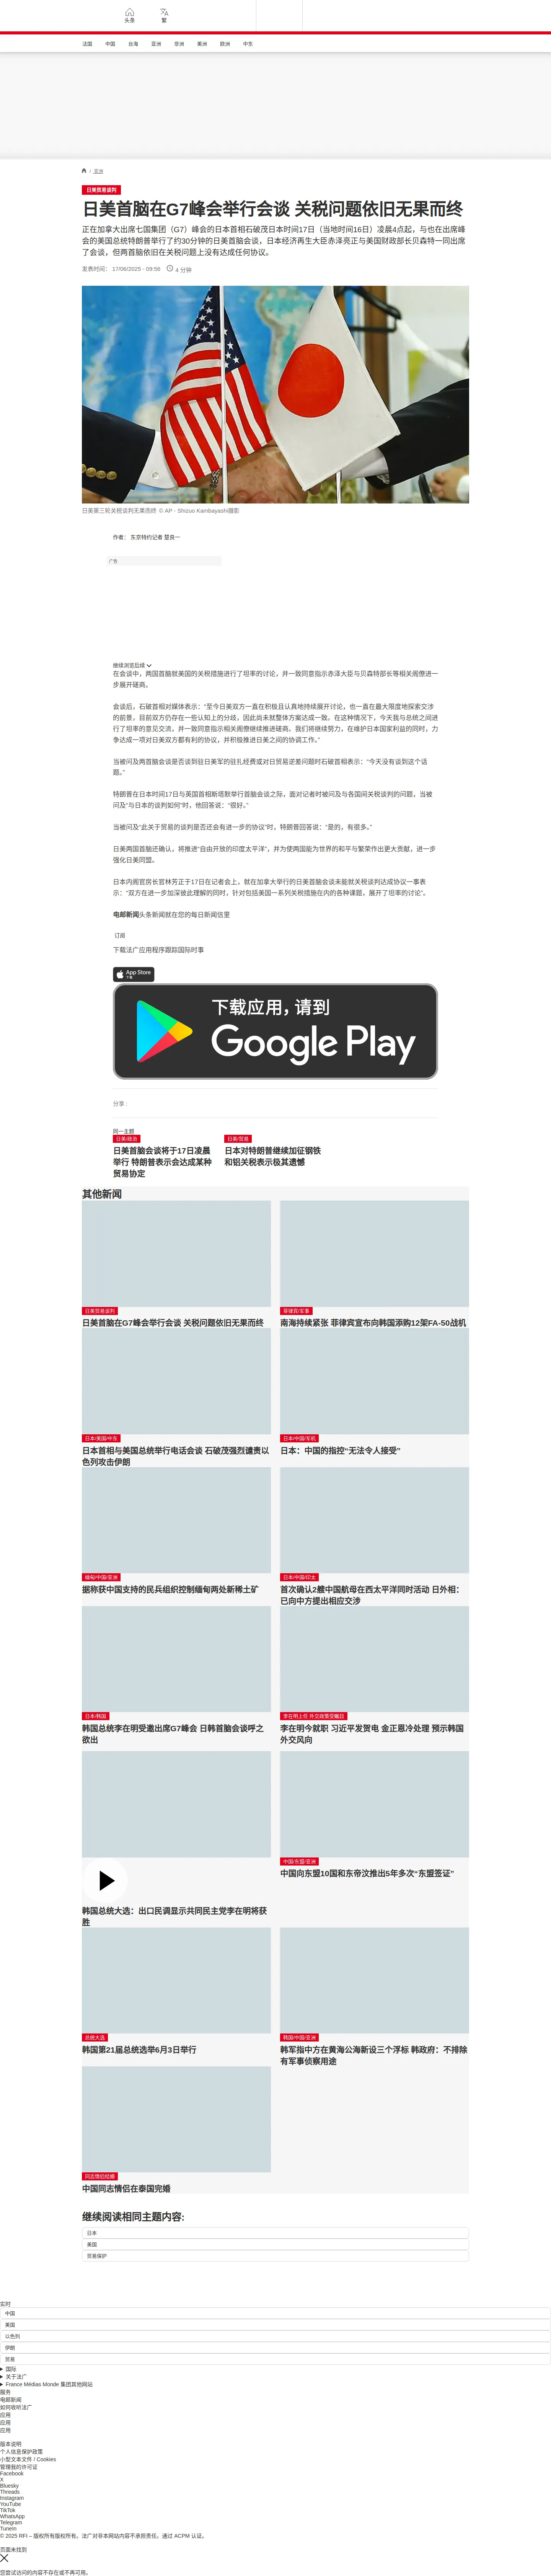 头条
繁
法国
中国
台海
亚洲
非洲
美洲
欧洲
中东
/ 亚洲
日美贸易谈判
日美首脑在G7峰会举行会谈 关税问题依旧无果而终
正在加拿大出席七国集团（G7）峰会的日本首相石破茂日本时间17日（当地时间16日）凌晨4点起，与也在出席峰
会的美国总统特朗普举行了约30分钟的日美首脑会谈，日本经济再生大臣赤泽亮正与美国财政部长贝森特一同出席
了会谈，但两首脑依旧在关税问题上没有达成任何协议。
发表时间： 17/06/2025 - 09:56
4 分钟
日美第三轮关税谈判无果而终 © AP - Shizuo Kambayashi摄影
作者： 东京特约记者 楚良一
广告
继续浏览后续
在会谈中，两国首脑就美国的关税措施进行了坦率的讨论，并一致同意指示赤泽大臣与贝森特部长等相关阁僚进一
步展开磋商。
会谈后，石破首相对媒体表示：“至今日美双方一直在积极且认真地持续展开讨论，也一直在最大限度地探索交涉
的前景，目前双方仍存在一些认知上的分歧，因此尚未就整体方案达成一致。在这种情况下，今天我与总统之间进
行了坦率的意见交流，并一致同意指示相关阁僚继续推进磋商。我们将继续努力，在维护日本国家利益的同时，力
争达成一项对日美双方都有利的协议，并积极推进日美之间的协调工作。”
当被问及两首脑会谈是否谈到驻日美军的驻扎经费或对日贸易逆差问题时石破首相表示：“今天没有谈到这个话
题。”
特朗普在日本时间17日与英国首相斯塔默举行首脑会谈之际，面对记者时被问及与各国间关税谈判的问题，当被
问及“与日本的谈判如何”时，他回答说：“很好。”
当被问及“此关于贸易的谈判是否还会有进一步的协议”时，特朗普回答说：“是的，有很多。”
日美两国首脑还确认，将推进“自由开放的印度太平洋”，并为使两国能为世界的和平与繁荣作出更大贡献，进一步
强化日美同盟。
日本内阁官房长官林芳正于17日在记者会上，就在加拿大举行的日美首脑会谈未能就关税谈判达成协议一事表
示：“双方在进一步加深彼此理解的同时，针对包括美国一系列关税措施在内的各种课题，展开了坦率的讨论”。
电邮新闻头条新闻就在您的每日新闻信里
订阅
下载法广应用程序跟踪国际时事
App Store
下载
下载应用，请到
Google Play
分享：
同一主题
日美/政治
日美首脑会谈将于17日凌晨
举行 特朗普表示会达成某种
贸易协定
日美/贸易
日本对特朗普继续加征钢铁
和铝关税表示极其遗憾
其他新闻
日美贸易谈判
日美首脑在G7峰会举行会谈 关税问题依旧无果而终
菲律宾/军事
南海持续紧张 菲律宾宣布向韩国添购12架FA-50战机
日本/美国/中东
日本首相与美国总统举行电话会谈 石破茂强烈谴责以
色列攻击伊朗
日本/中国/军机
日本：中国的指控“无法令人接受”
缅甸/中国/亚洲
据称获中国支持的民兵组织控制缅甸两处新稀土矿
日本/中国/印太
首次确认2艘中国航母在西太平洋同时活动 日外相：
已向中方提出相应交涉
日本/韩国
韩国总统李在明受邀出席G7峰会 日韩首脑会谈呼之
欲出
李在明上任 外交政策受瞩目
李在明今就职 习近平发贺电 金正恩冷处理 预示韩国
外交风向
韩国总统大选：出口民调显示共同民主党李在明将获
胜
中国/东盟/亚洲
中国向东盟10国和东帝汶推出5年多次“东盟签证”
总统大选
韩国第21届总统选举6月3日举行
韩国/中国/亚洲
韩军指中方在黄海公海新设三个浮标 韩政府：不排除
有军事侦察用途
同志情侣结婚
中国同志情侣在泰国完婚
继续阅读相同主题内容:
日本
美国
贸易保护
实时
中国
美国
以色列
伊朗
贸易
国际
关于法广
France Médias Monde 集团其他网站
服务
电邮新闻
如何收听法广
应用
应用
应用
版本说明
个人信息保护政策
小型文本文件 / Cookies
管理我的许可证
Facebook
X
Bluesky
Threads
Instagram
YouTube
TikTok
WhatsApp
Telegram
TuneIn
© 2025 RFI – 版权所有版权所有。法广对非本网站内容不承担责任。通过 ACPM 认证。
页面未找到
您尝试访问的内容不存在或不再可用。